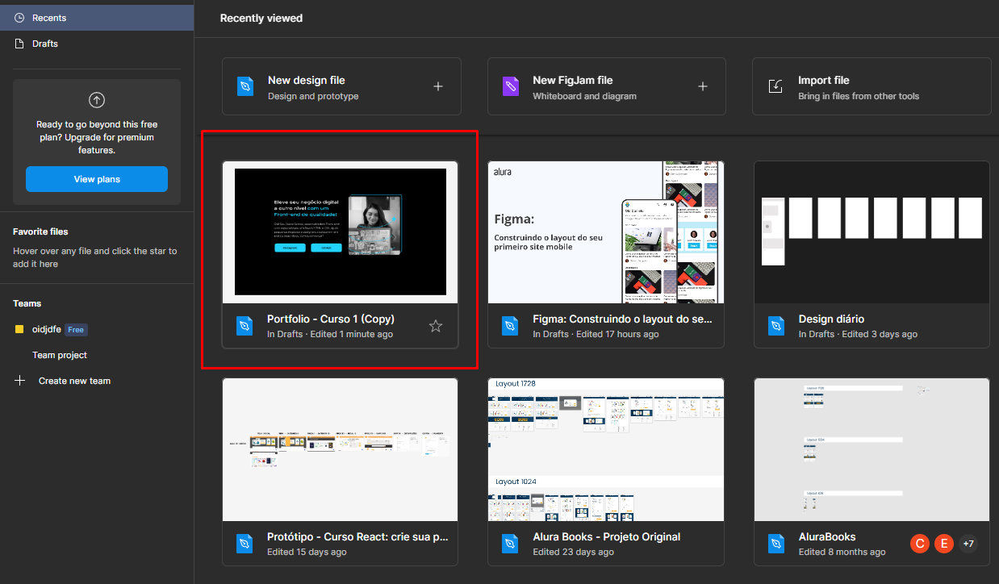 Recents
Drafts
Ready to go beyond this free
plan? Upgrade for premium
features.
View plans
Favorite files
Hover over any file and click the star to
add it here
Teams
oidjdfe Free
Team project
Create new team
Recently viewed
New design file
Design and prototype
New FigJam file
Whiteboard and diagram
Import file
Bring in files from other tools
Eleve seu negócio digital
a outro nível com um
Front-end de qualidade!
Portfolio - Curso 1 (Copy)
In Drafts · Edited 1 minute ago
alura
Figma:
Construindo o layout do seu
primeiro site mobile
Figma: Construindo o layout do se...
In Drafts · Edited 17 hours ago
Design diário
In Drafts · Edited 3 days ago
Protótipo - Curso React: crie sua p...
Edited 15 days ago
Layout 1728
Layout 1024
Alura Books - Projeto Original
Edited 23 days ago
AluraBooks
Edited 8 months ago
C E +7